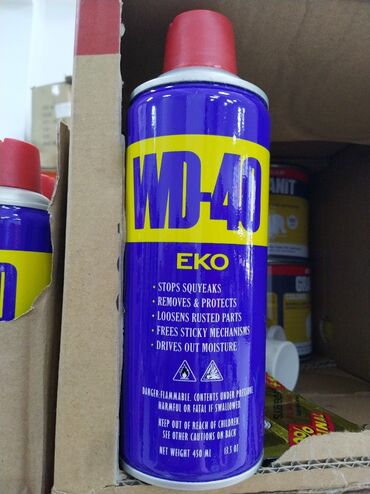 WD-40
EKO
• STOPS SQUYEAKS
• REMOVES & PROTECTS
• LOOSENS RUSTED PARTS
• FREES STICKY MECHANISMS
• DRIVES OUT MOISTURE
DANGER-FLAMMABLE. CONTENTS UNDER PRESSURE
HARMFUL OR FATAL IF SWALLOWED.
KEEP OUT OF REACH OF CHILDREN.
SEE OTHER CAUTIONS ON BACK
NET WEIGHT 450 Ml